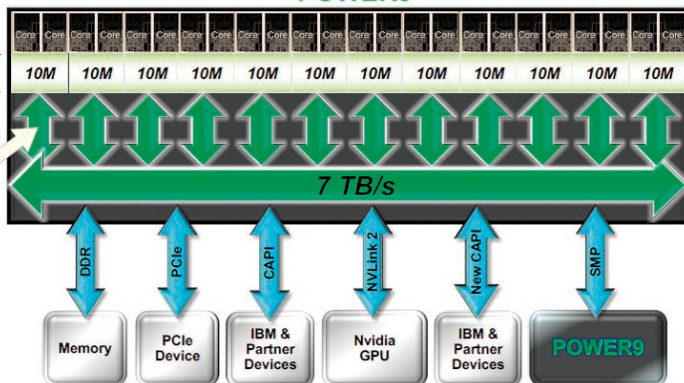 POWER9
Core Core Core Core Core Core Core Core Core Core Core Core Core Core Core Core Core Core Core Core Core Core Core Core
10M 10M 10M 10M 10M 10M 10M 10M 10M 10M 10M 10M
7 TB/s
DDR
PCIe
CAPI
NVLink 2
New CAPI
SMP
Memory
PCIe
Device
IBM &
Partner
Devices
Nvidia
GPU
IBM &
Partner
Devices
POWER9